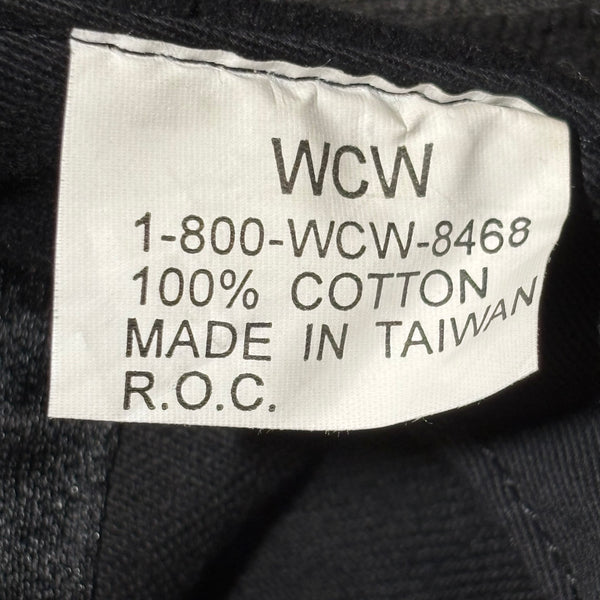 WCW
1-800-WCW-8468
100% COTTON
MADE IN TAIWAN
R.O.C.